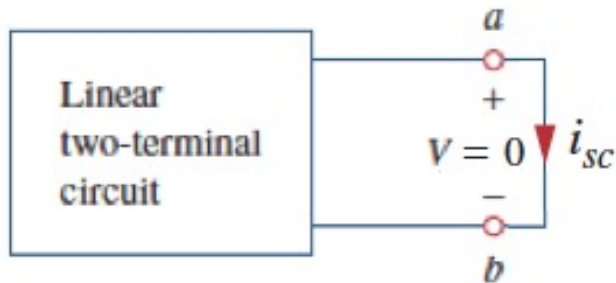 a
Linear
two-terminal
circuit
+
V = 0
i_sc
−
b